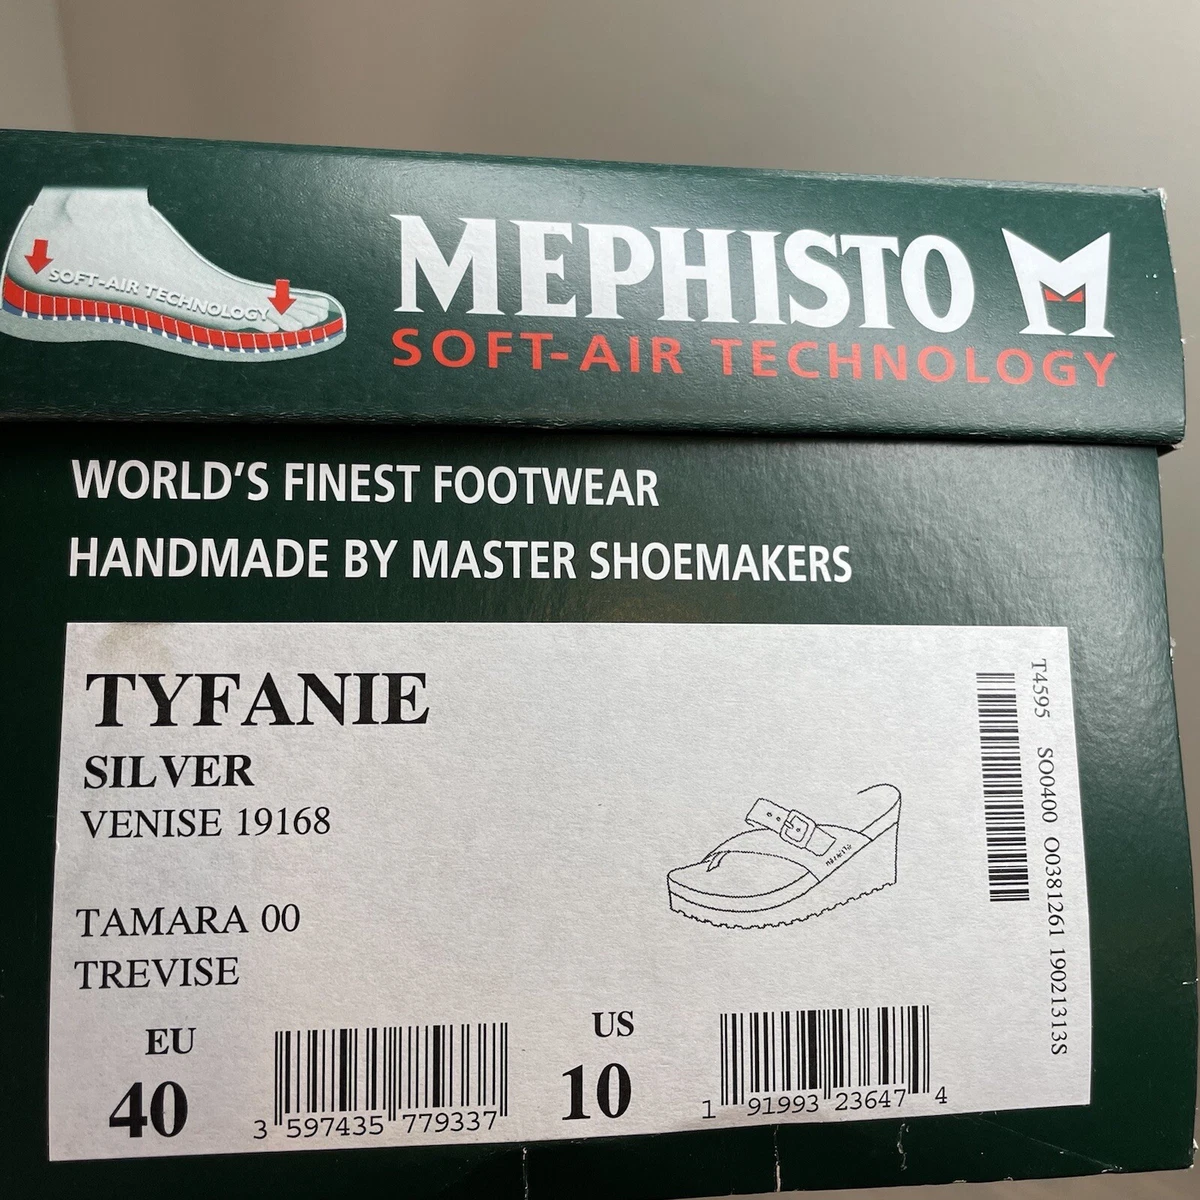 SOFT-AIR TECHNOLOGY
MEPHISTO
SOFT-AIR TECHNOLOGY
WORLD'S FINEST FOOTWEAR
HANDMADE BY MASTER SHOEMAKERS
TYFANIE
SILVER
VENISE 19168
TAMARA 00
TREVISE
MEPHISTO
T4595 SO0400 O0381261 19021313S
EU
40
3 597435 779337
US
10
1 91993 23647 4